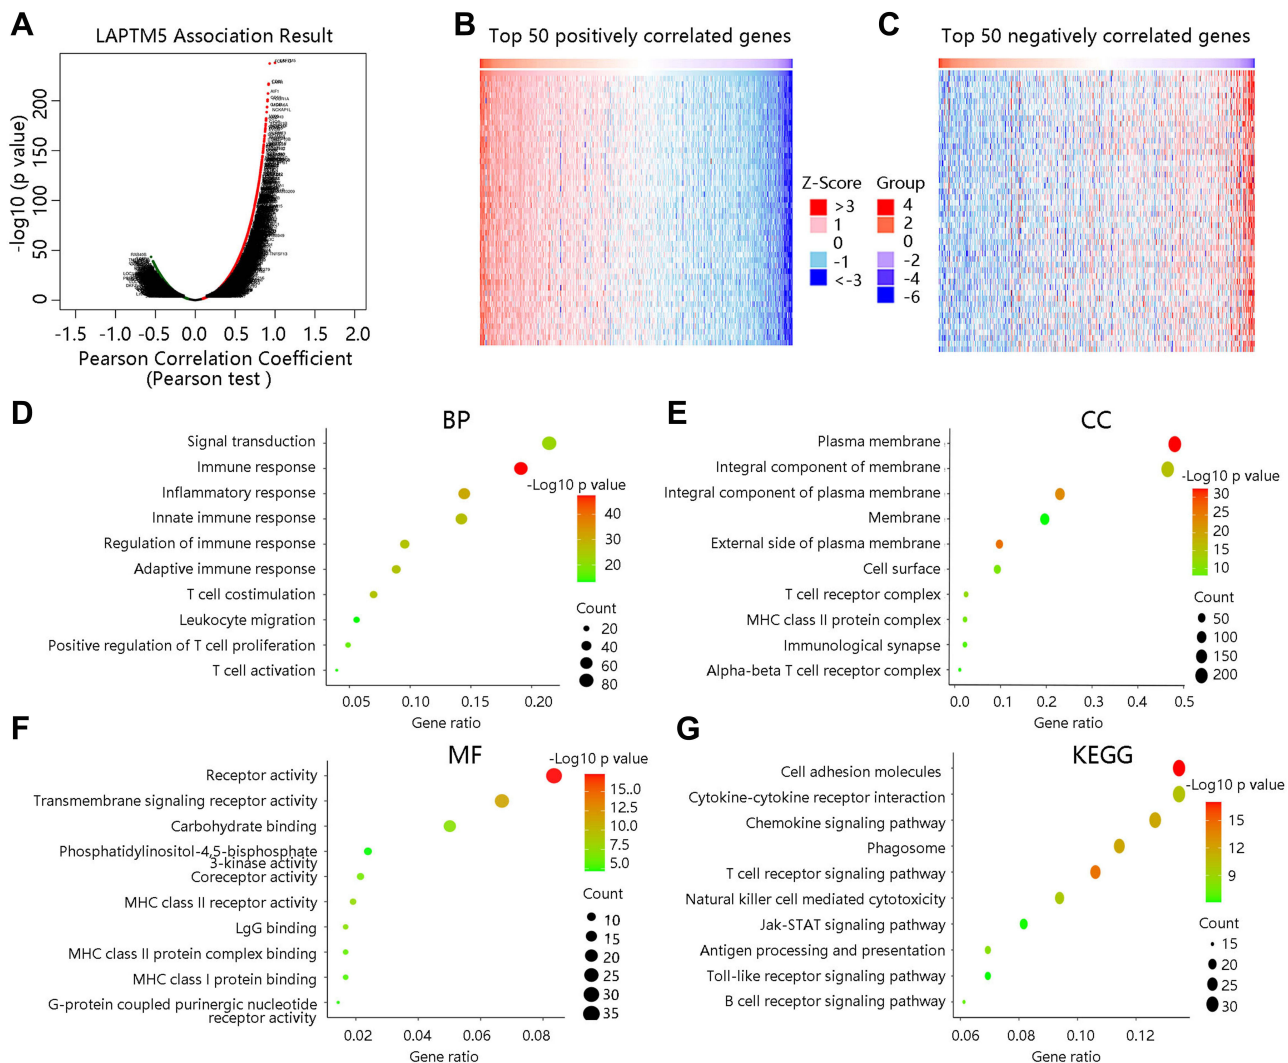 A
LAPTM5 Association Result
-log10 (p value)
200
150
100
50
0
-1.5 -1.0 -0.5 0.0 0.5 1.0 1.5 2.0
Pearson Correlation Coefficient
(Pearson test )
B
Top 50 positively correlated genes
Z-Score
>3
1
0
-1
<-3
Group
4
2
0
-2
-4
-6
C
Top 50 negatively correlated genes
D
BP
Signal transduction
Immune response
Inflammatory response
Innate immune response
Regulation of immune response
Adaptive immune response
T cell costimulation
Leukocyte migration
Positive regulation of T cell proliferation
T cell activation
0.05 0.10 0.15 0.20
Gene ratio
-Log10 p value
40
30
20
Count
20
40
60
80
E
CC
Plasma membrane
Integral component of membrane
Integral component of plasma membrane
Membrane
External side of plasma membrane
Cell surface
T cell receptor complex
MHC class II protein complex
Immunological synapse
Alpha-beta T cell receptor complex
0.0 0.1 0.2 0.3 0.4 0.5
Gene ratio
-Log10 p value
30
25
20
15
10
Count
50
100
150
200
F
MF
Receptor activity
Transmembrane signaling receptor activity
Carbohydrate binding
Phosphatidylinositol-4,5-bisphosphate
3-kinase activity
Coreceptor activity
MHC class II receptor activity
LgG binding
MHC class II protein complex binding
MHC class I protein binding
G-protein coupled purinergic nucleotide
receptor activity
0.02 0.04 0.06 0.08
Gene ratio
-Log10 p value
15..0
12.5
10.0
7.5
5.0
Count
10
15
20
25
30
35
G
KEGG
Cell adhesion molecules
Cytokine-cytokine receptor interaction
Chemokine signaling pathway
Phagosome
T cell receptor signaling pathway
Natural killer cell mediated cytotoxicity
Jak-STAT signaling pathway
Antigen processing and presentation
Toll-like receptor signaling pathway
B cell receptor signaling pathway
0.06 0.08 0.10 0.12
Gene ratio
-Log10 p value
15
12
9
Count
15
20
25
30